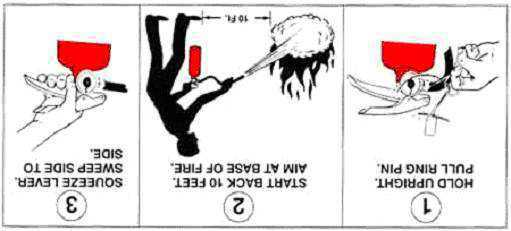 1
HOLD UPRIGHT.
PULL RING PIN.
2
START BACK 10 FEET.
AIM AT BASE OF FIRE.
10 Ft.
3
SQUEEZE LEVER.
SWEEP SIDE TO
SIDE.